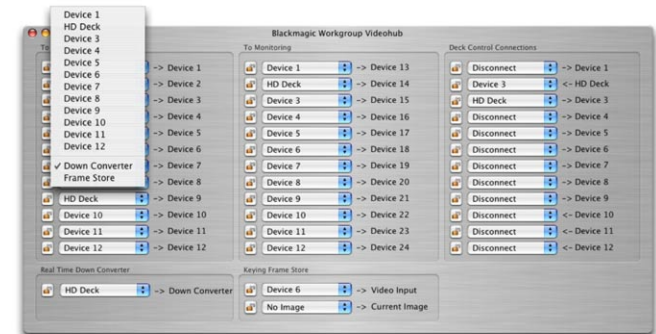 Device 1
HD Deck
Device 3
Device 4
Device 5
Device 6
Device 7
Device 8
Device 9
Device 10
Device 11
Device 12
✓ Down Converter
Frame Store
Blackmagic Workgroup Videohub
To
-> Device 1
-> Device 2
-> Device 3
-> Device 4
-> Device 5
-> Device 6
-> Device 7
-> Device 8
HD Deck -> Device 9
Device 10 -> Device 10
Device 11 -> Device 11
Device 12 -> Device 12
To Monitoring
Device 1 -> Device 13
HD Deck -> Device 14
Device 3 -> Device 15
Device 4 -> Device 16
Device 5 -> Device 17
Device 6 -> Device 18
Device 7 -> Device 19
Device 8 -> Device 20
Device 9 -> Device 21
Device 10 -> Device 22
Device 11 -> Device 23
Device 12 -> Device 24
Deck Control Connections
Disconnect -> Device 1
Device 3 <- HD Deck
HD Deck -> Device 3
Disconnect -> Device 4
Disconnect -> Device 5
Disconnect -> Device 6
Disconnect -> Device 7
Disconnect -> Device 8
Disconnect -> Device 9
Disconnect <- Device 10
Disconnect <- Device 11
Disconnect <- Device 12
Real Time Down Converter
HD Deck -> Down Converter
Keying Frame Store
Device 6 -> Video Input
No Image -> Current Image